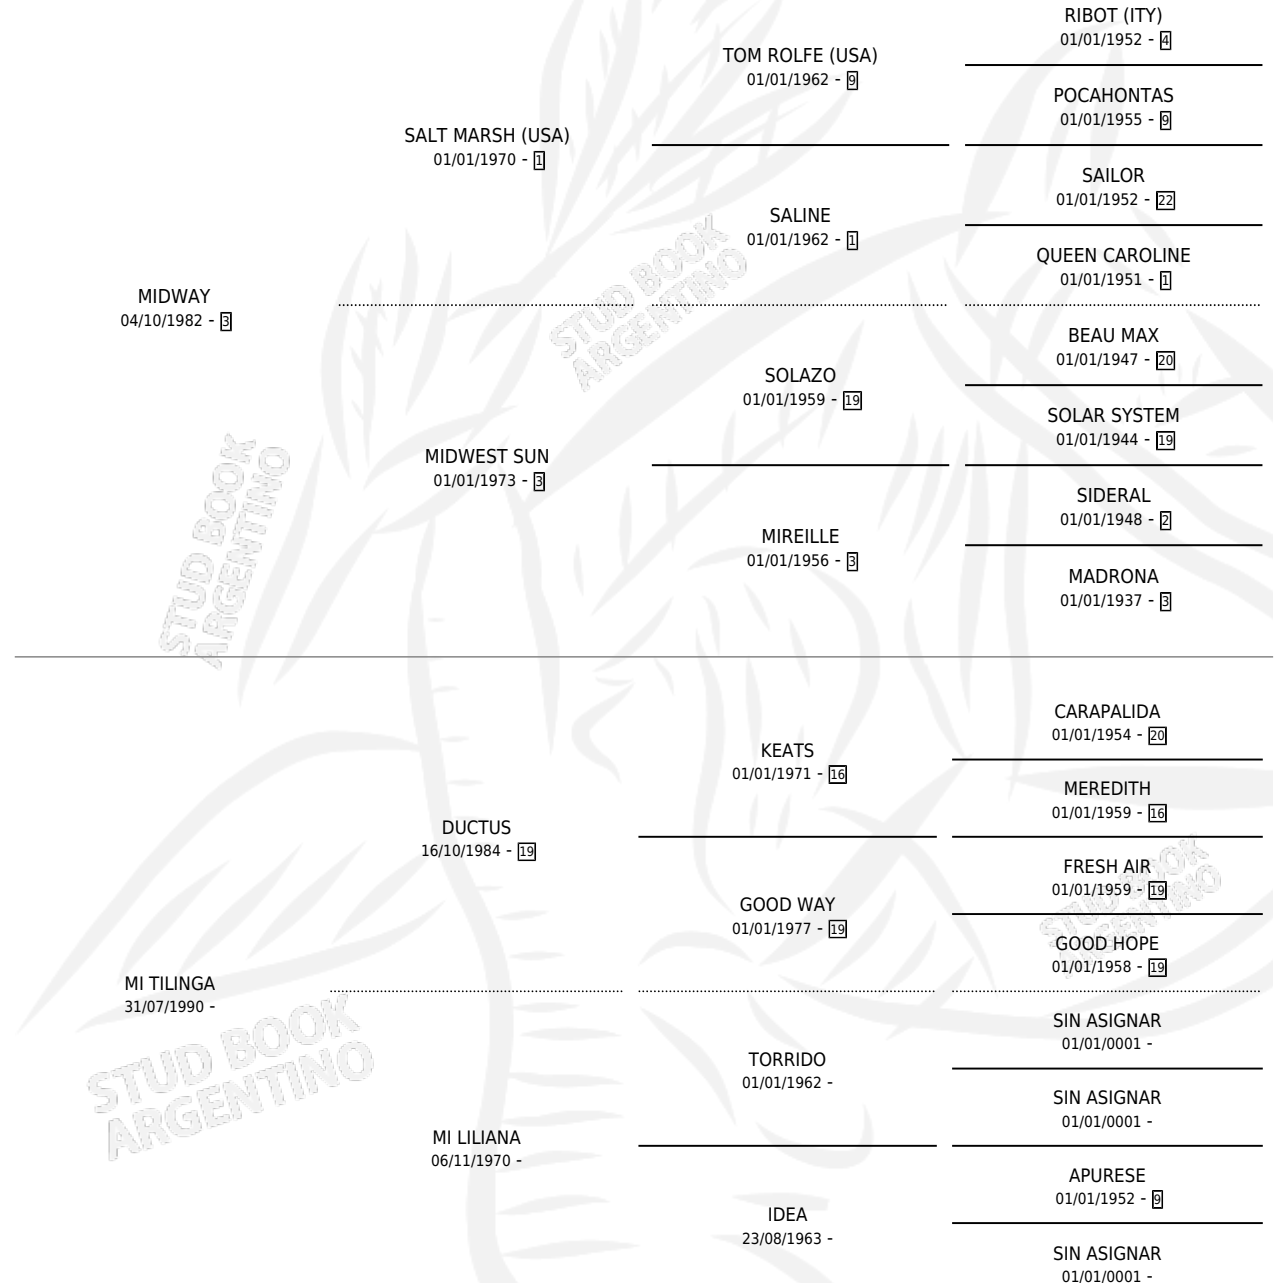 RIBOT (ITY)
01/01/1952 - 4
TOM ROLFE (USA)
01/01/1962 - 9
POCAHONTAS
01/01/1955 - 9
SALT MARSH (USA)
01/01/1970 - 1
SAILOR
01/01/1952 - 22
SALINE
01/01/1962 - 1
QUEEN CAROLINE
01/01/1951 - 1
MIDWAY
04/10/1982 - 3
BEAU MAX
01/01/1947 - 20
SOLAZO
01/01/1959 - 19
SOLAR SYSTEM
01/01/1944 - 19
MIDWEST SUN
01/01/1973 - 3
SIDERAL
01/01/1948 - 2
MIREILLE
01/01/1956 - 3
MADRONA
01/01/1937 - 3
CARAPALIDA
01/01/1954 - 20
KEATS
01/01/1971 - 16
MEREDITH
01/01/1959 - 16
DUCTUS
16/10/1984 - 19
FRESH AIR
01/01/1959 - 19
GOOD WAY
01/01/1977 - 19
GOOD HOPE
01/01/1958 - 19
MI TILINGA
31/07/1990 -
SIN ASIGNAR
01/01/0001 -
TORRIDO
01/01/1962 -
SIN ASIGNAR
01/01/0001 -
MI LILIANA
06/11/1970 -
APURESE
01/01/1952 - 9
IDEA
23/08/1963 -
SIN ASIGNAR
01/01/0001 -
STUD BOOK
ARGENTINO
STUD BOOK
ARGENTINO
STUD BOOK
ARGENTINO
STUD BOOK
ARGENTINO